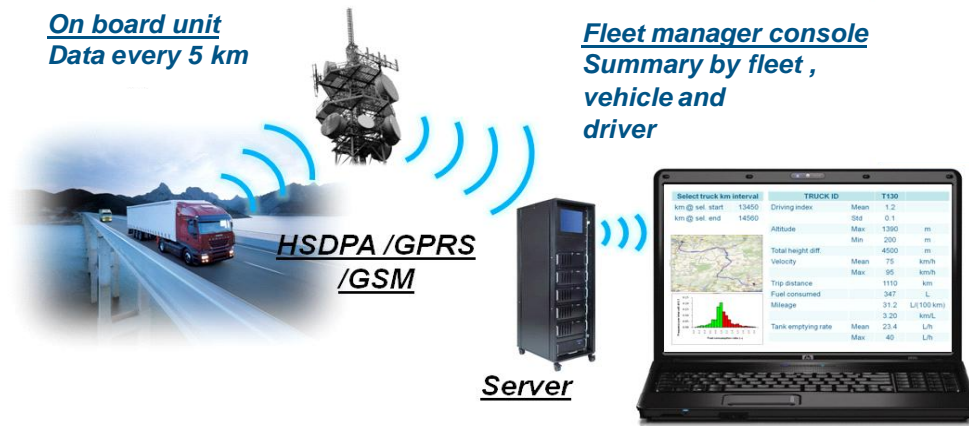 On board unit
Data every 5 km
Fleet manager console
Summary by fleet ,
vehicle and
driver
HSDPA /GPRS
/GSM
Server
Select truck km interval
km @ sel. start 13450
km @ sel. end 14560
TRUCK ID T130
Driving index Mean 1.2
Std 0.1
Altitude Max 1390 m
Min 200 m
Total height diff. 4500 m
Velocity Mean 75 km/h
Max 95 km/h
Trip distance 1110 km
Fuel consumed 347 L
Mileage 31.2 L/(100 km)
3.20 km/L
Tank emptying rate Mean 23.4 L/h
Max 40 L/h